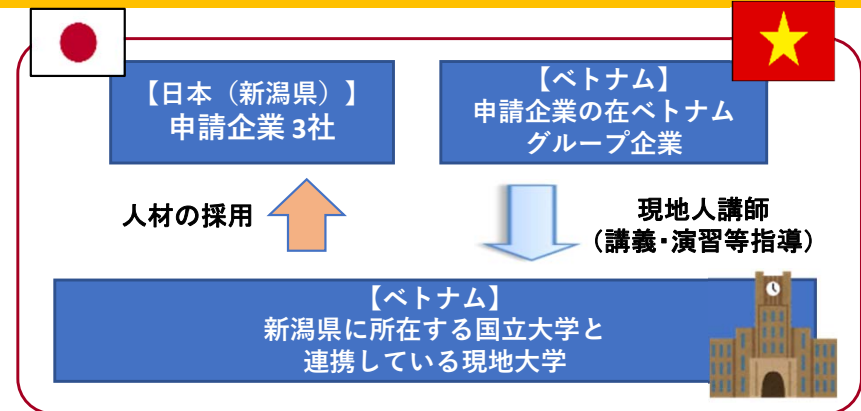 【日本（新潟県）】
申請企業 3社
【ベトナム】
申請企業の在ベトナム
グループ企業
人材の採用
現地人講師
（講義・演習等指導）
【ベトナム】
新潟県に所在する国立大学と
連携している現地大学